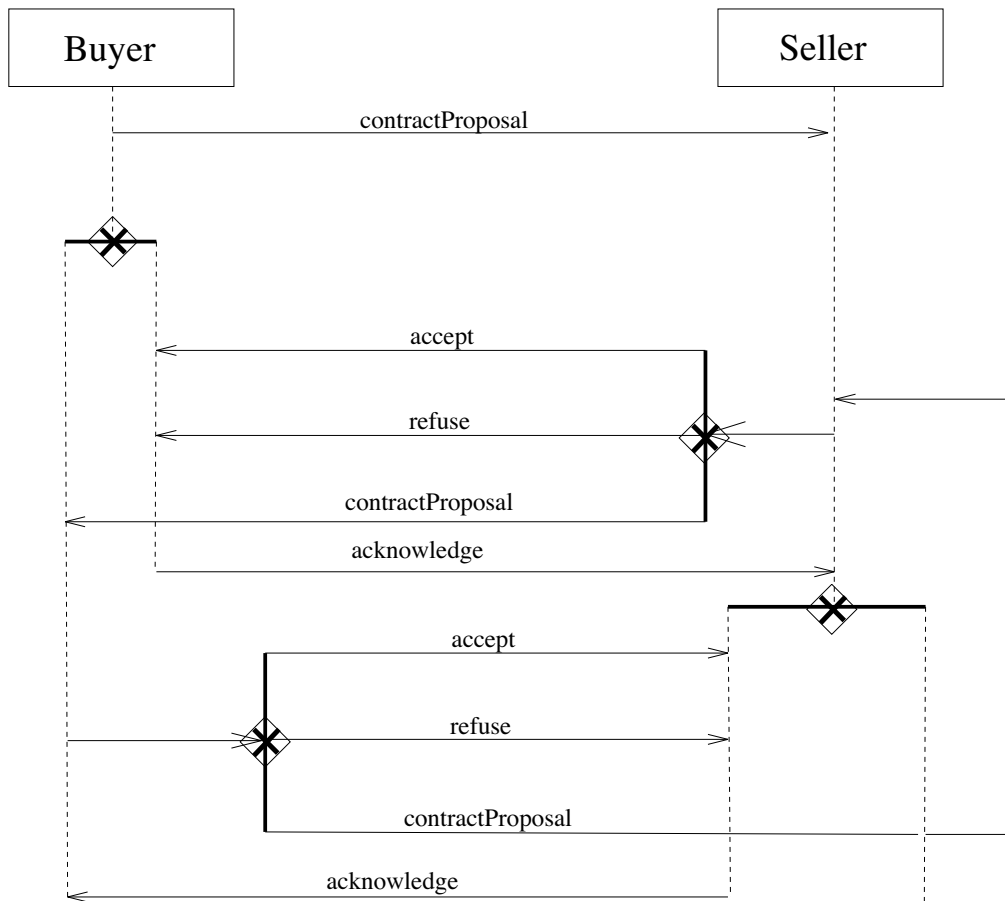 Buyer
Seller
contractProposal
accept
refuse
contractProposal
acknowledge
accept
refuse
contractProposal
acknowledge